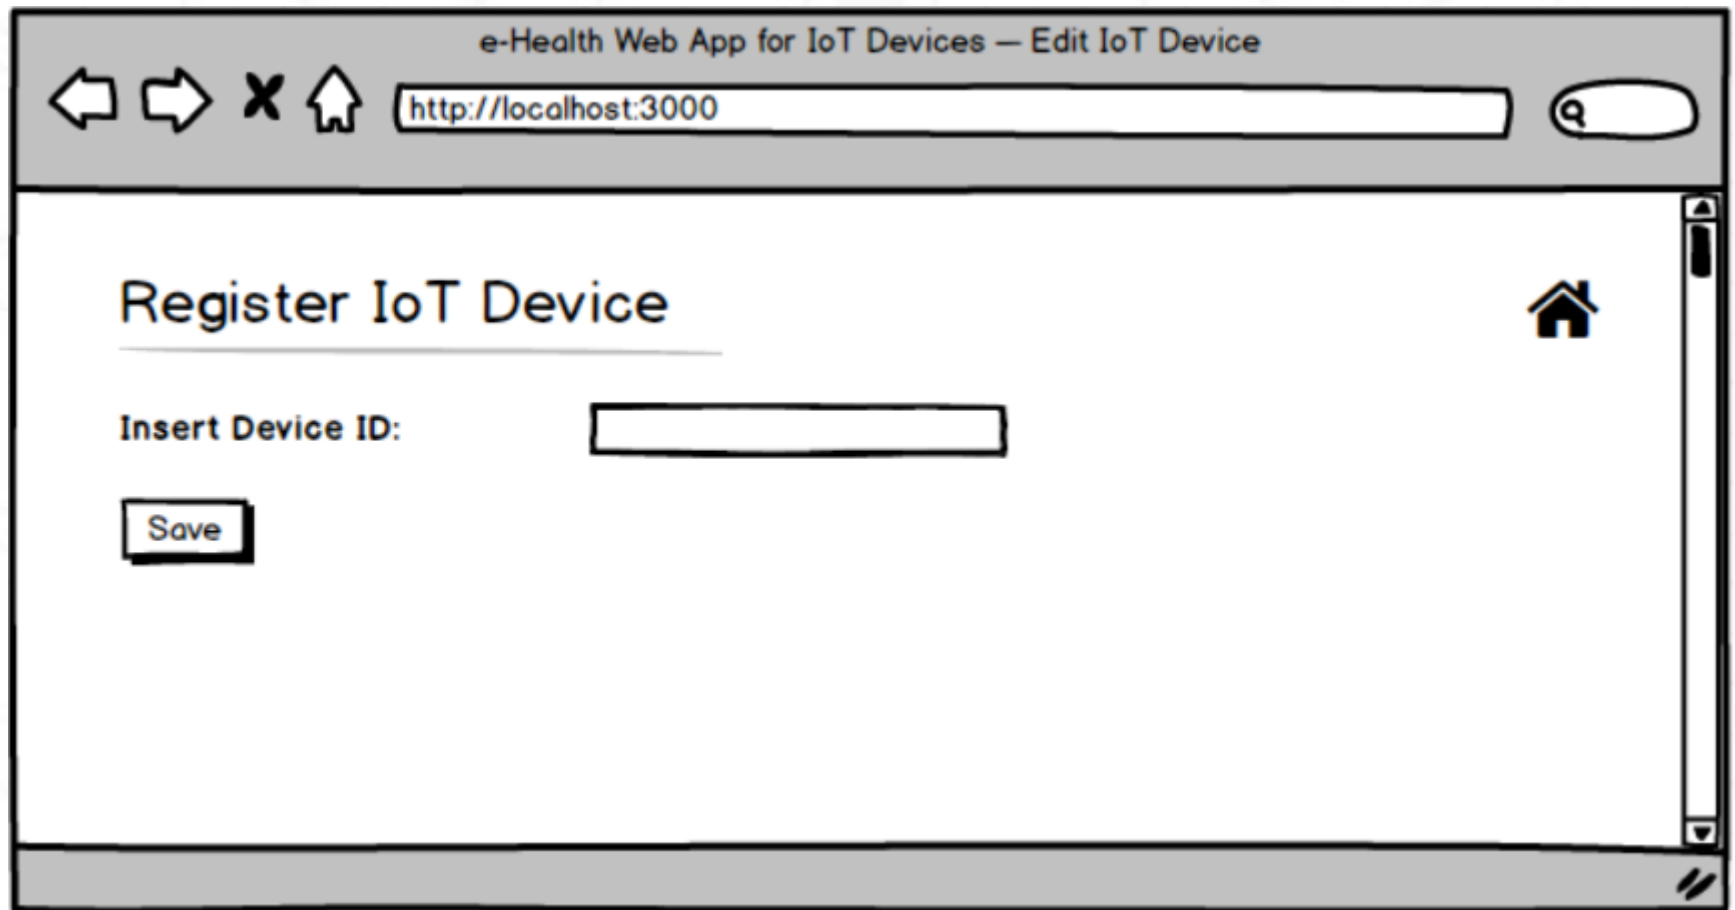 e-Health Web App for IoT Devices — Edit IoT Device
http://localhost:3000
Register IoT Device
Insert Device ID:
Save